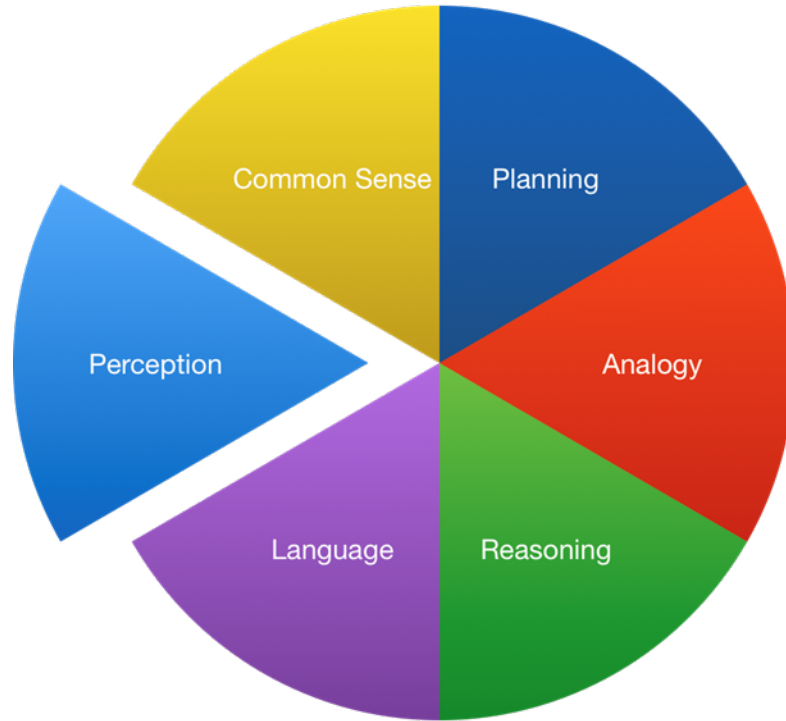 Common Sense
Planning
Perception
Analogy
Language
Reasoning